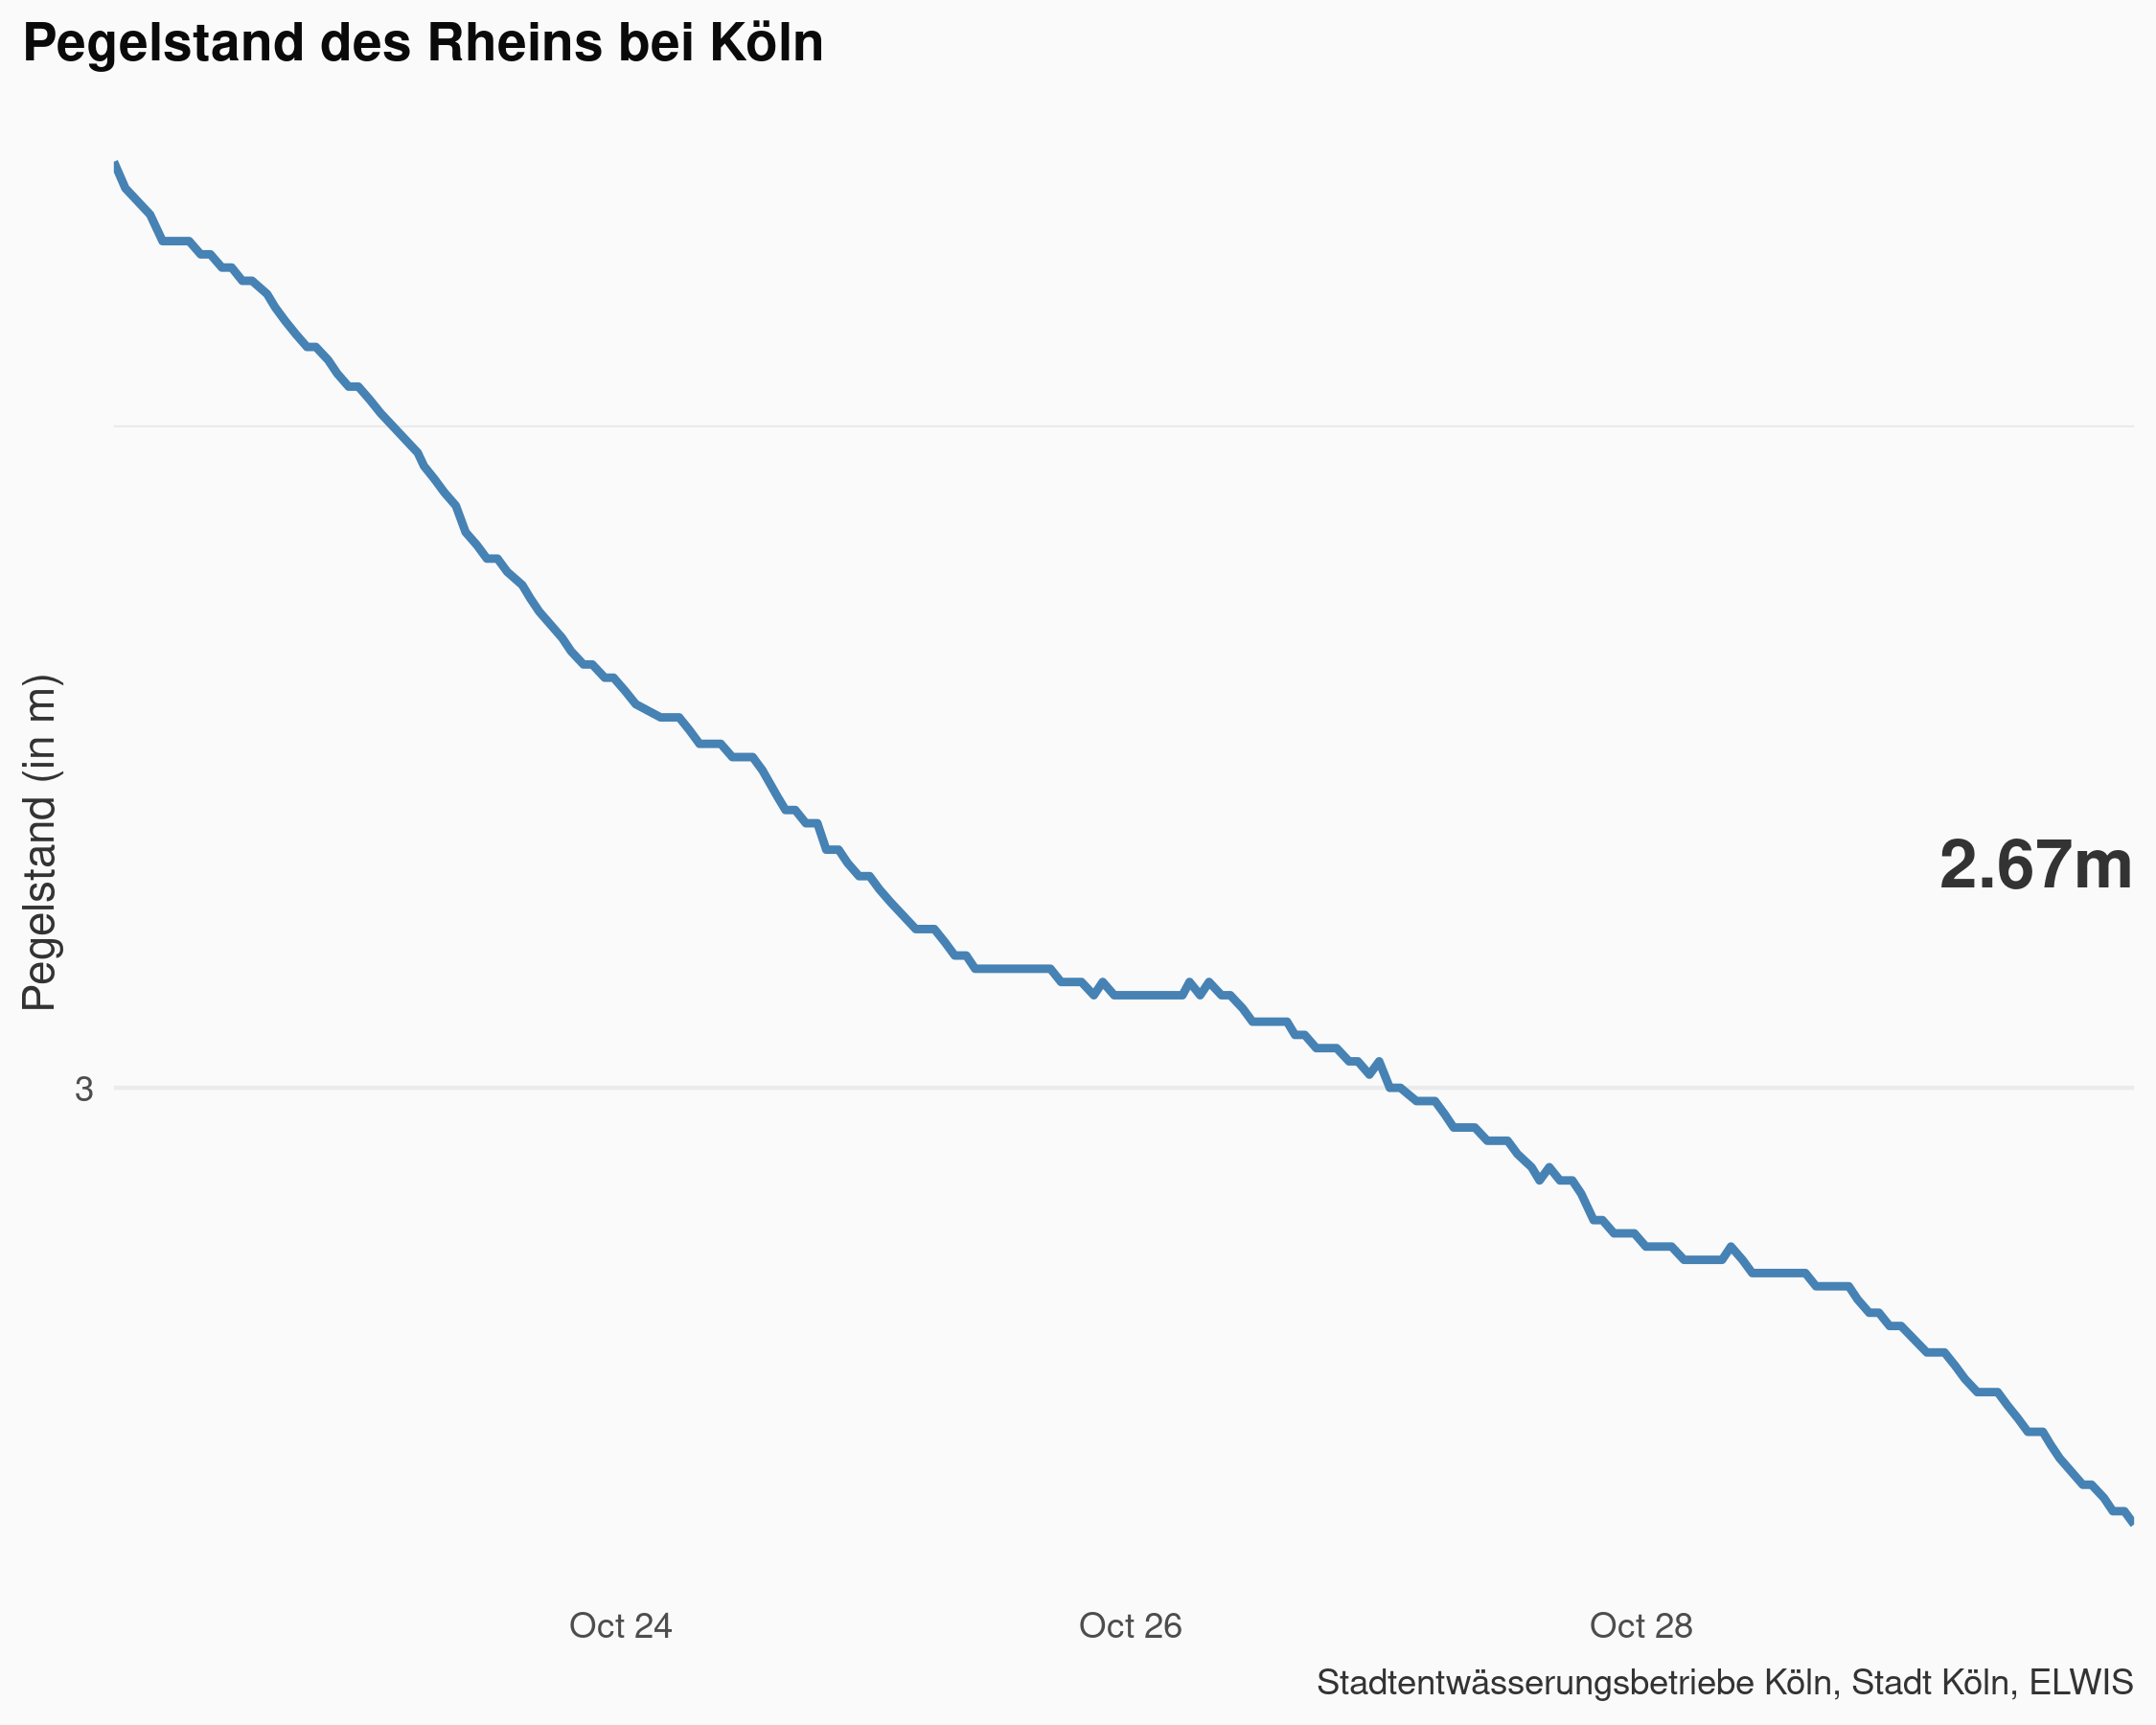 Pegelstand des Rheins bei Köln
Pegelstand (in m)
2.67m
3
Oct 24
Oct 26
Oct 28
Stadtentwässerungsbetriebe Köln, Stadt Köln, ELWIS